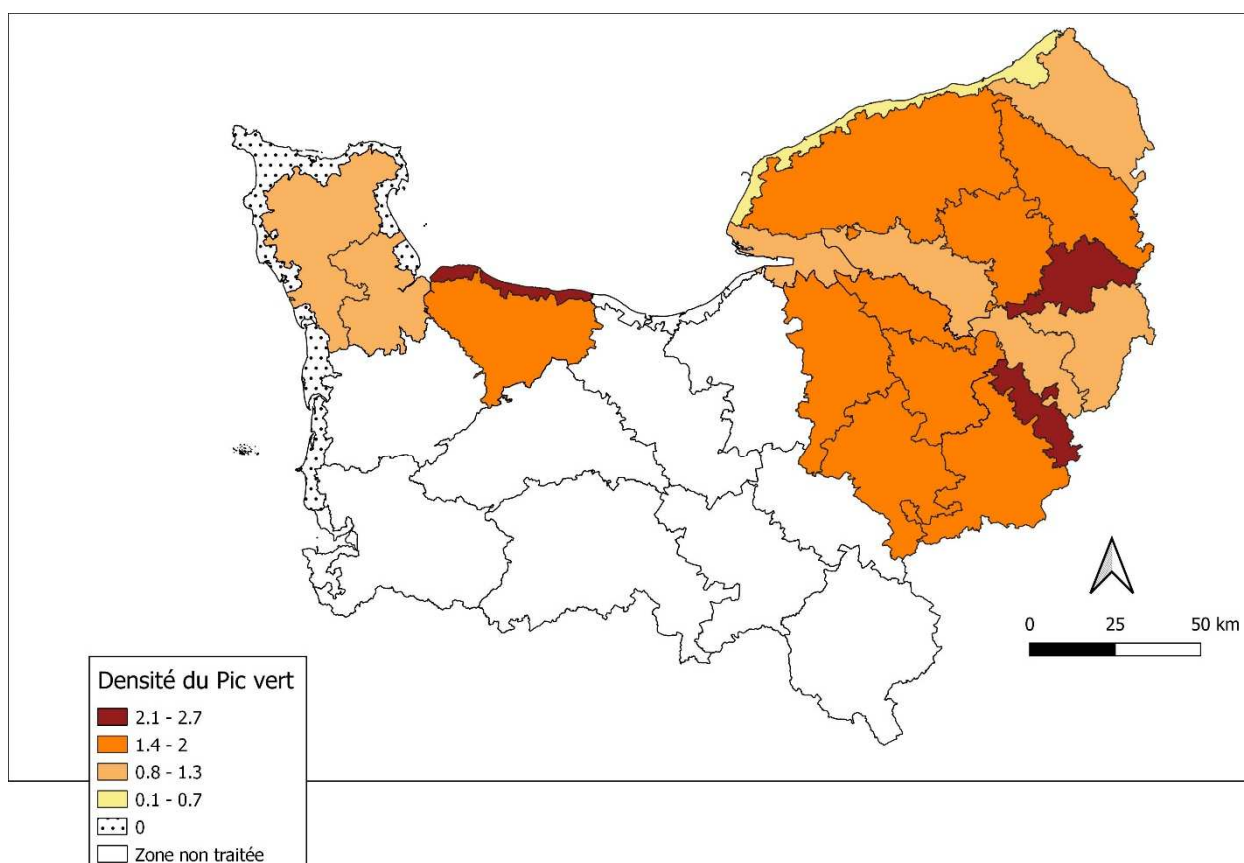 0 25 50 km
Densité du Pic vert
2.1 - 2.7
1.4 - 2
0.8 - 1.3
0.1 - 0.7
0
Zone non traitée